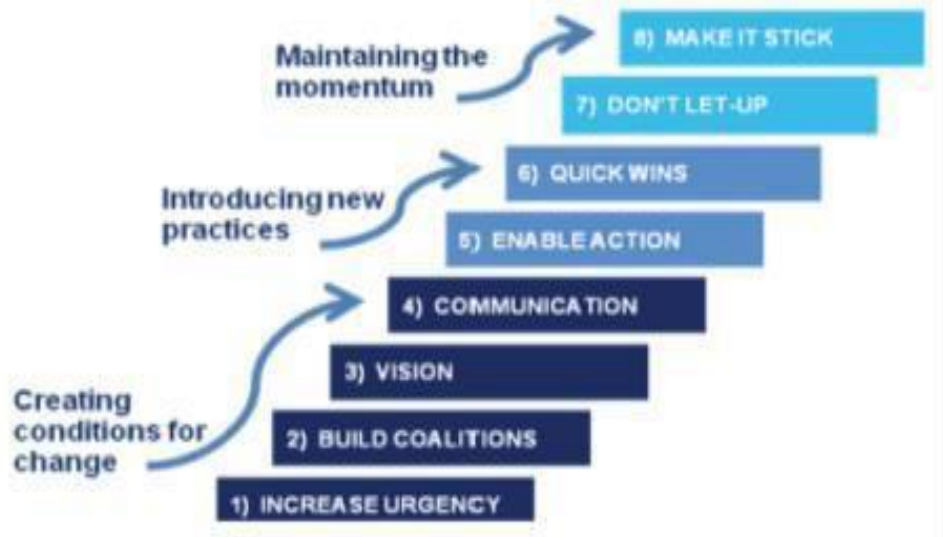 8) MAKE IT STICK
Maintaining the
momentum
7) DON'T LET-UP
6) QUICK WINS
Introducing new
practices
5) ENABLE ACTION
4) COMMUNICATION
3) VISION
Creating
conditions for
change
2) BUILD COALITIONS
1) INCREASE URGENCY